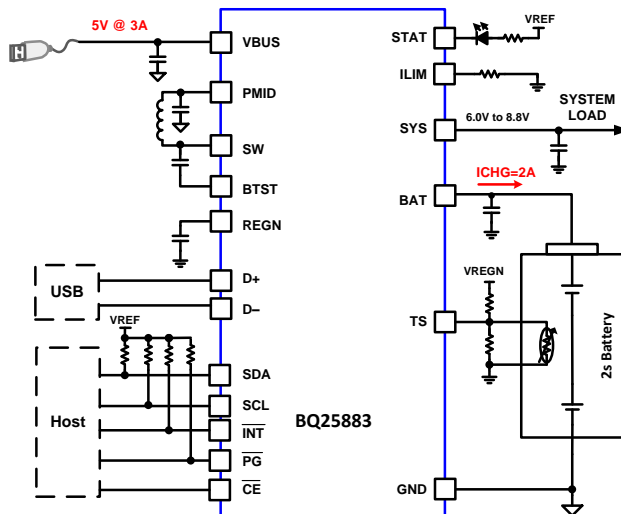 5V @ 3A
VBUS
PMID
SW
BTST
REGN
USB
D+
D–
VREF
Host
SDA
SCL
INT
PG
CE
BQ25883
STAT
VREF
ILIM
SYS
6.0V to 8.8V
SYSTEM
LOAD
BAT
ICHG=2A
VREGN
TS
2s Battery
GND